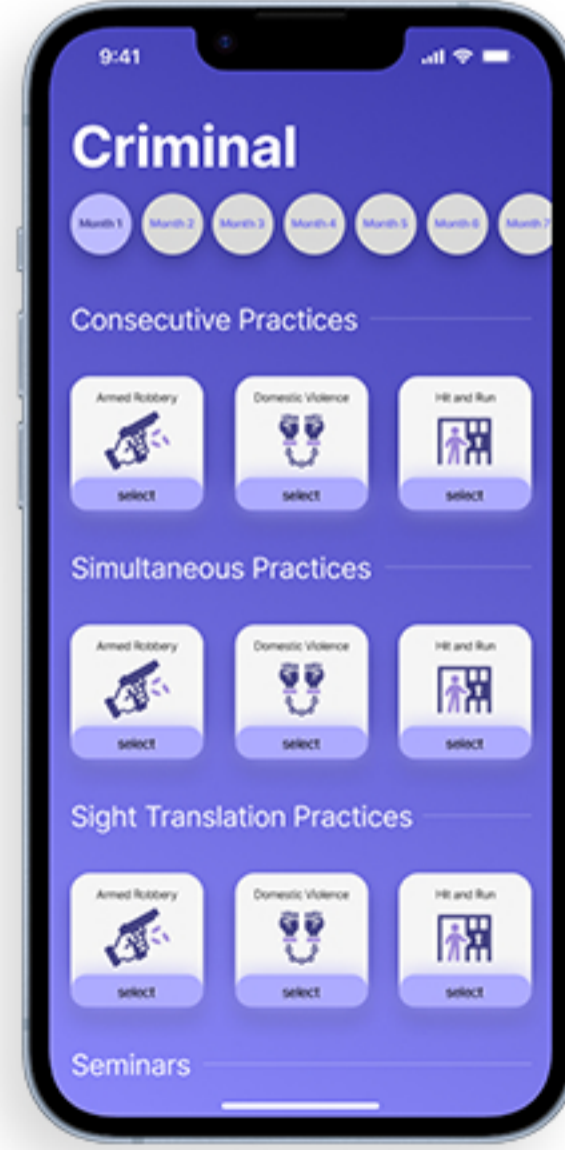 9:41
Criminal
Month 1 Month 2 Month 3 Month 4 Month 5 Month 6 Month 7
Consecutive Practices
Armed Robbery Domestic Violence Hit and Run
select select select
Simultaneous Practices
Armed Robbery Domestic Violence Hit and Run
select select select
Sight Translation Practices
Armed Robbery Domestic Violence Hit and Run
select select select
Seminars